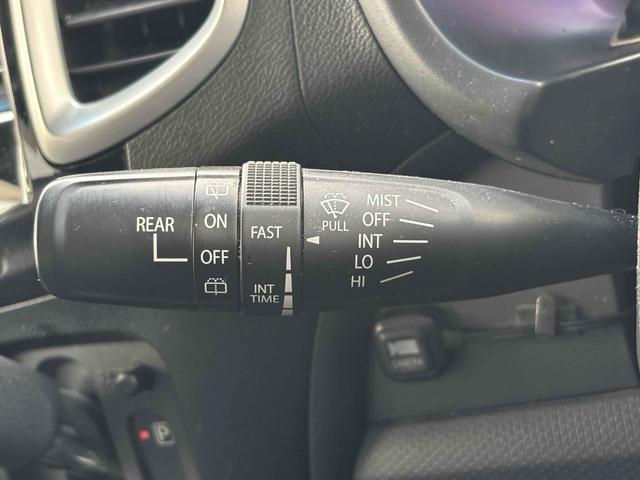 REAR
ON
OFF
FAST
INT
TIME
PULL
MIST
OFF
INT
LO
HI
P